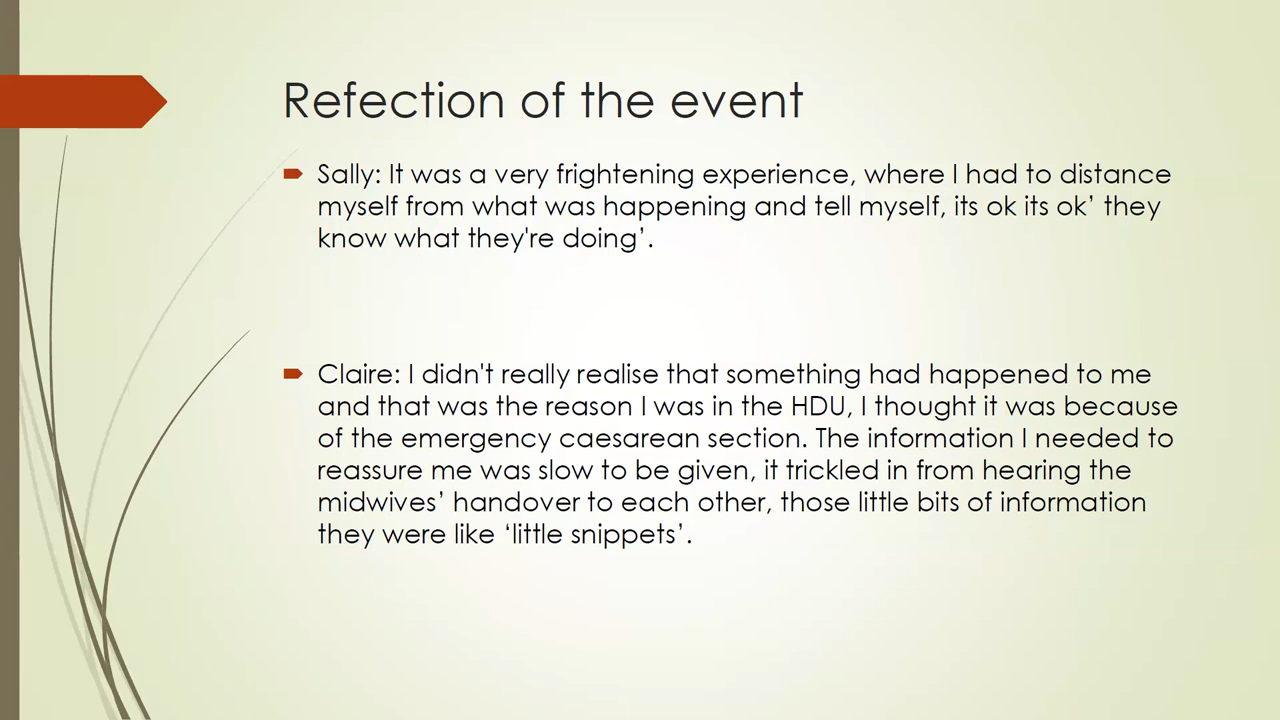 Refection of the event
Sally: It was a very frightening experience, where I had to distance
myself from what was happening and tell myself, its ok its ok’ they
know what they're doing’.
Claire: I didn't really realise that something had happened to me
and that was the reason I was in the HDU, I thought it was because
of the emergency caesarean section. The information I needed to
reassure me was slow to be given, it trickled in from hearing the
midwives’ handover to each other, those little bits of information
they were like ‘little snippets’.